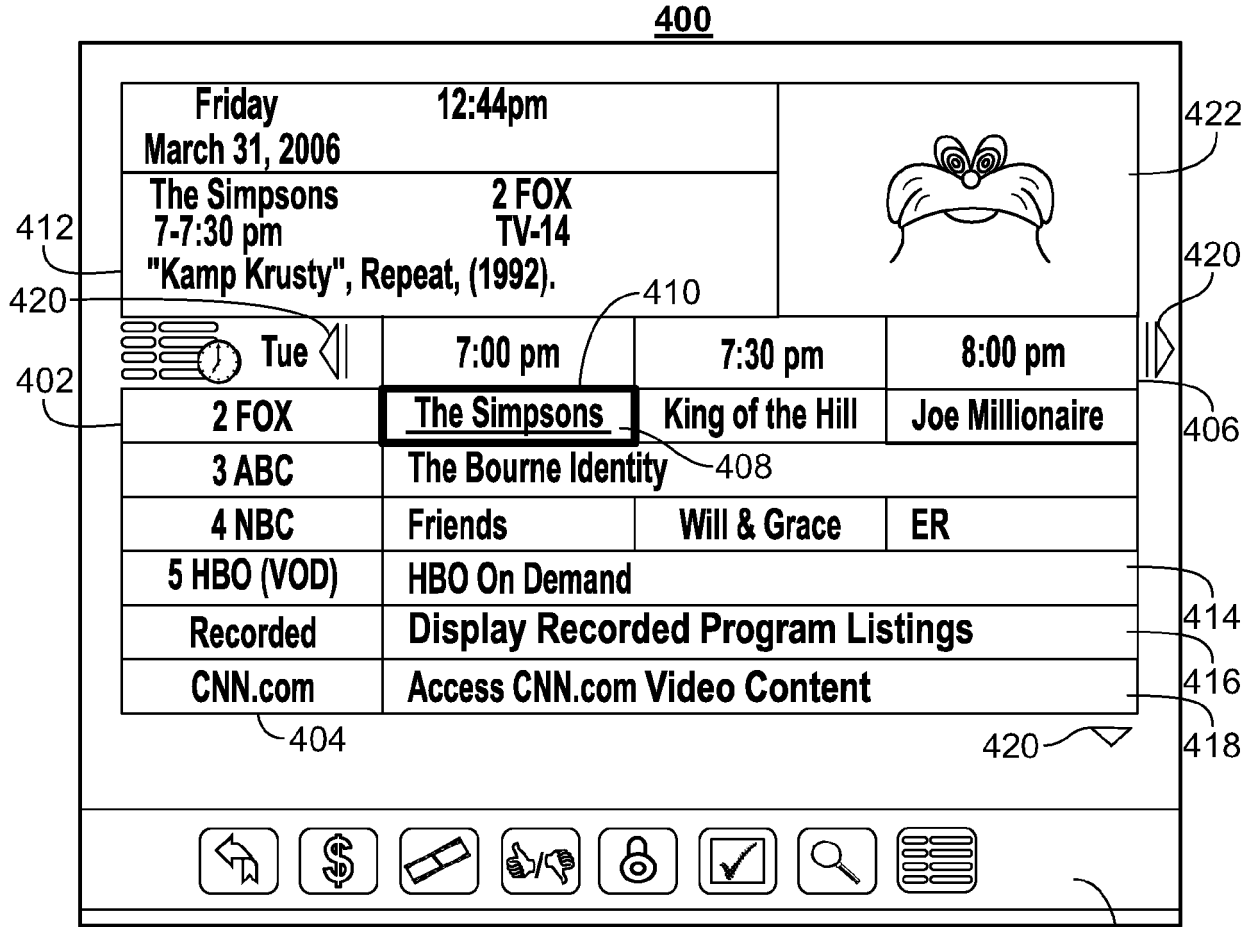 400
Friday 12:44pm
March 31, 2006
422
The Simpsons 2 FOX
7-7:30 pm TV-14
412
"Kamp Krusty", Repeat, (1992).
420
420
410
Tue 7:00 pm 7:30 pm 8:00 pm
402
2 FOX The Simpsons King of the Hill Joe Millionaire
406
3 ABC The Bourne Identity
408
4 NBC Friends Will & Grace ER
5 HBO (VOD) HBO On Demand
414
Recorded Display Recorded Program Listings
416
CNN.com Access CNN.com Video Content
404
420
418
$